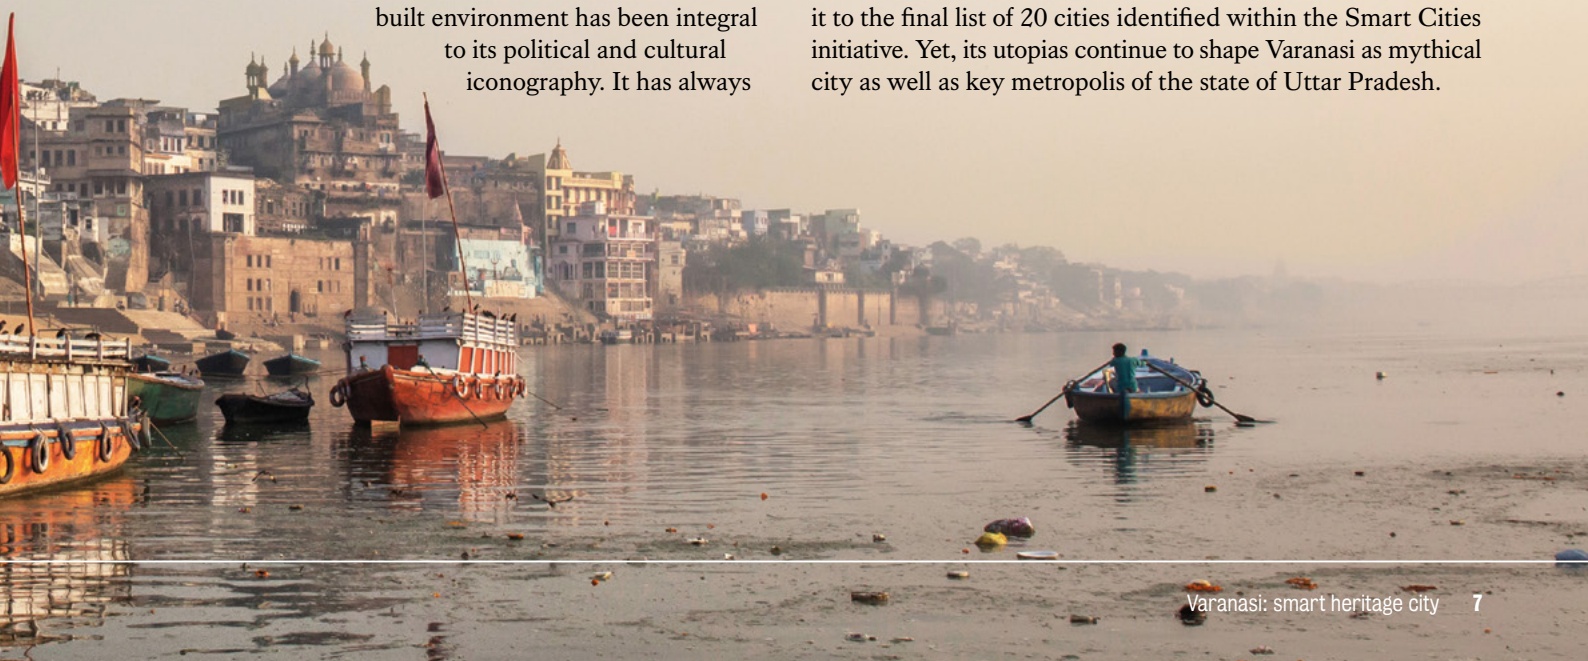 built environment has been integral
to its political and cultural
iconography. It has always
it to the final list of 20 cities identified within the Smart Cities
initiative. Yet, its utopias continue to shape Varanasi as mythical
city as well as key metropolis of the state of Uttar Pradesh.
Varanasi: smart heritage city 7